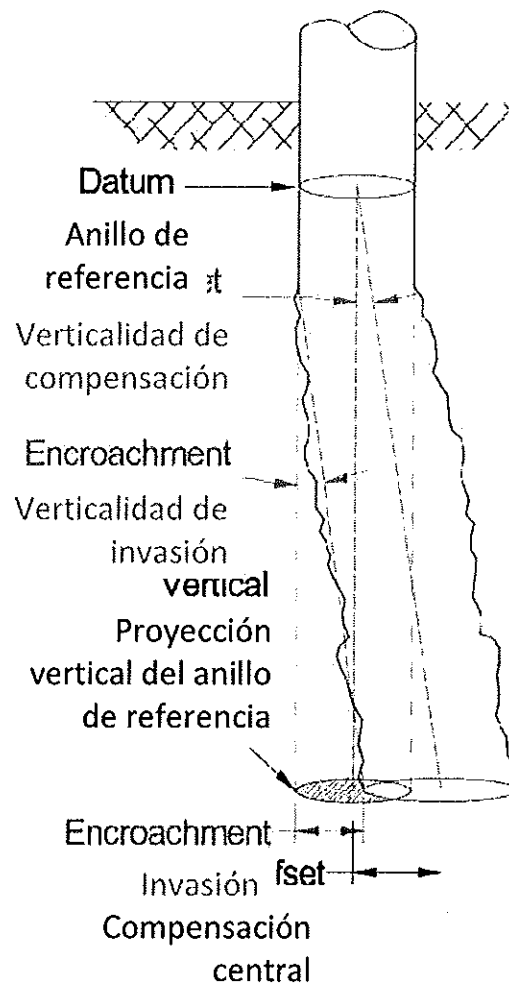 Datum
Anillo de
referencia
Verticalidad de
compensación
Encroachment
Verticalidad de
invasión
vertical
Proyección
vertical del anillo
de referencia
Encroachment
Invasión fset
Compensación
central